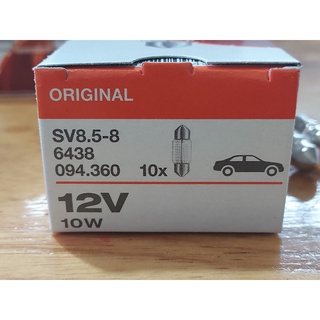 ORIGINAL
SV8.5-8
6438
094.360 10x
12V
10W